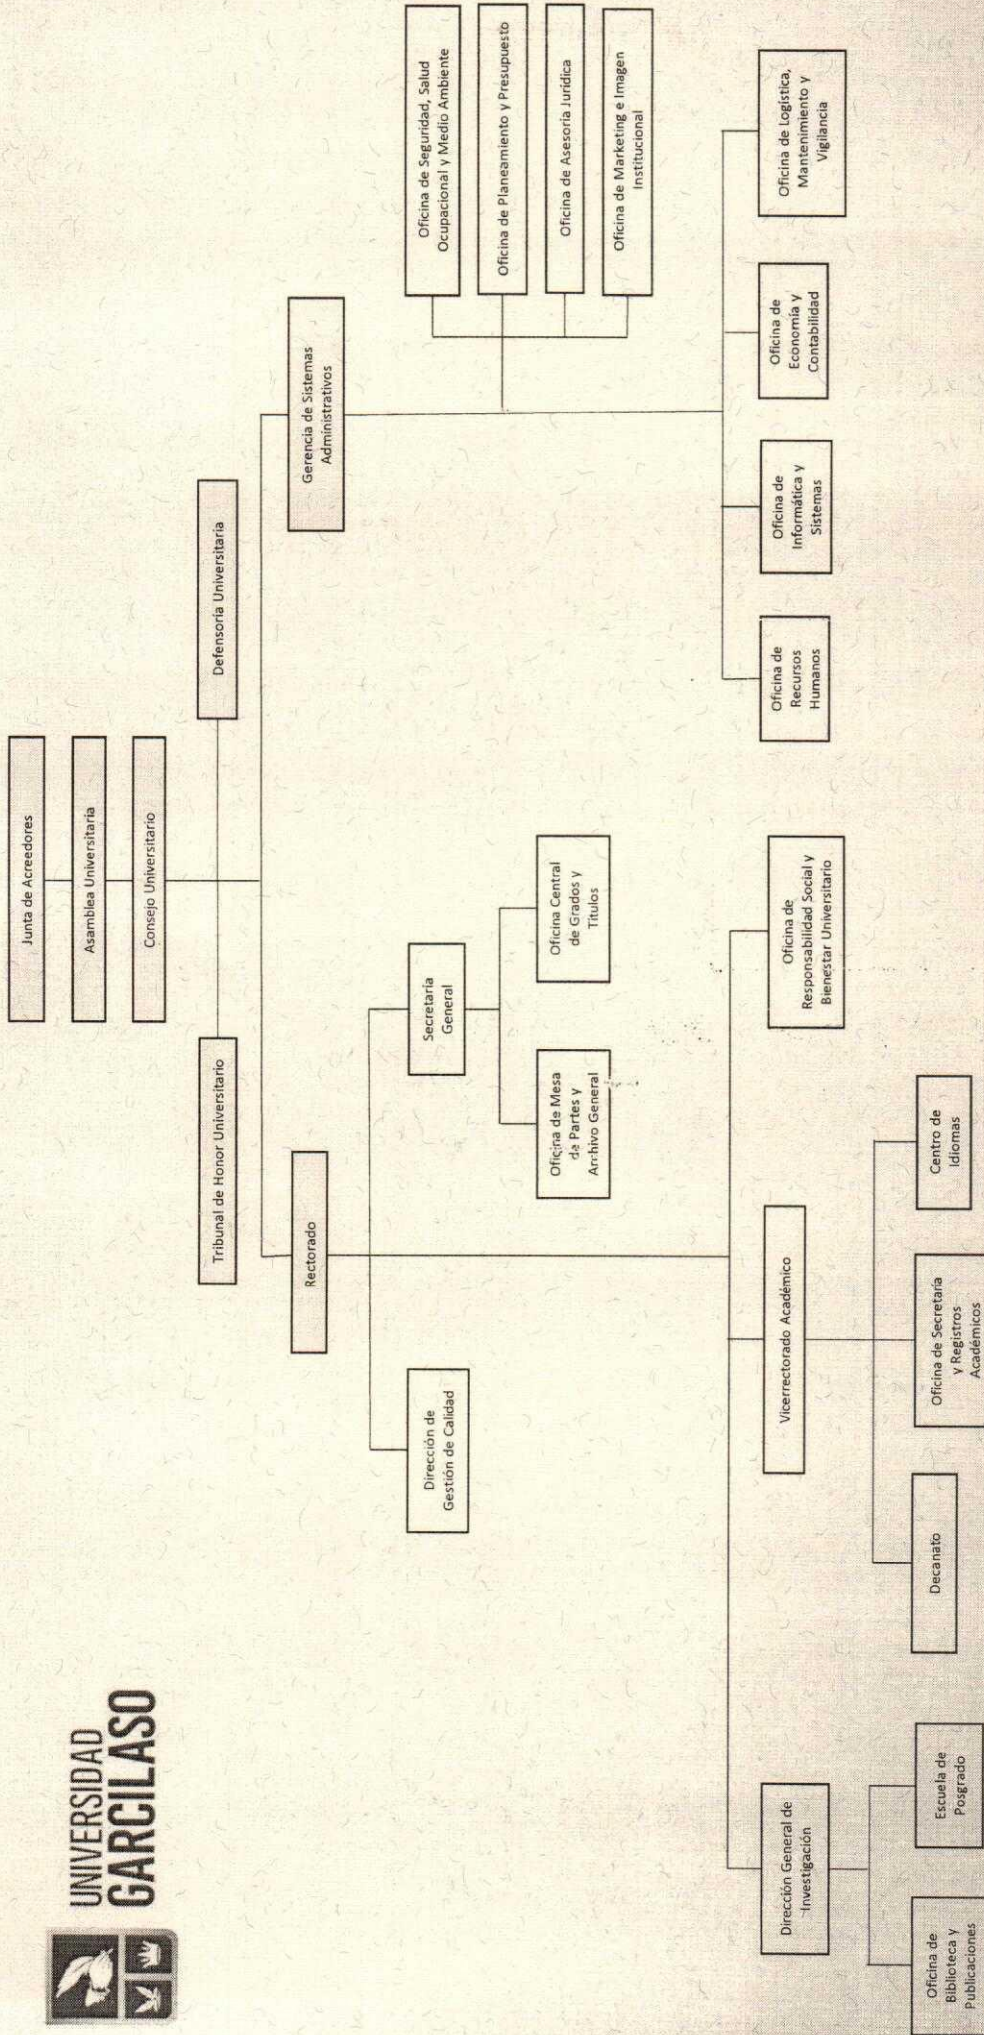 UNIVERSIDAD
GARCILASO
Junta de Acreedores
Asamblea Universitaria
Consejo Universitario
Tribunal de Honor Universitario
Defensoría Universitaria
Rectorado
Gerencia de Sistemas
Administrativos
Dirección de
Gestión de Calidad
Secretaría
General
Oficina de Mesa
de Partes y
Archivo General
Oficina Central
de Grados y
Títulos
Oficina de Seguridad, Salud
Ocupacional y Medio Ambiente
Oficina de Planeamiento y Presupuesto
Oficina de Asesoría Jurídica
Oficina de Marketing e Imagen
Institucional
Dirección General de
Investigación
Vicerrectorado Académico
Oficina de
Responsabilidad Social y
Bienestar Universitario
Oficina de
Recursos
Humanos
Oficina de
Informática y
Sistemas
Oficina de
Economía y
Contabilidad
Oficina de Logística,
Mantenimiento y
Vigilancia
Oficina de
Biblioteca y
Publicaciones
Escuela de
Posgrado
Decanato
Oficina de Secretaría
y Registros
Académicos
Centro de
Idiomas